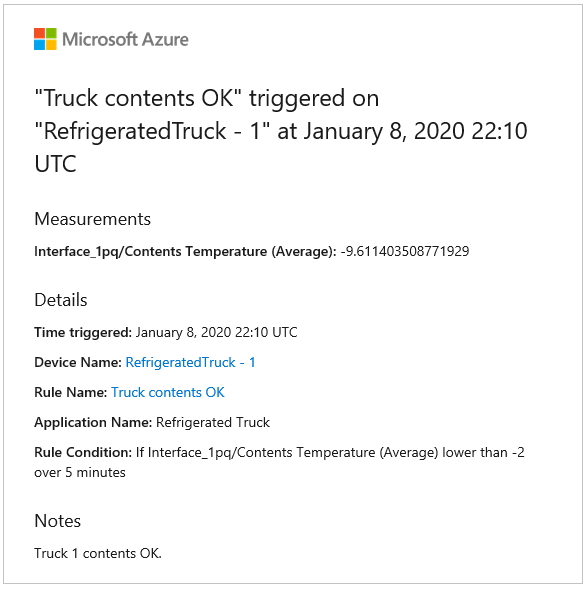 Microsoft Azure
"Truck contents OK" triggered on
"RefrigeratedTruck - 1" at January 8, 2020 22:10
UTC
Measurements
Interface_1pq/Contents Temperature (Average): -9.611403508771929
Details
Time triggered: January 8, 2020 22:10 UTC
Device Name: RefrigeratedTruck - 1
Rule Name: Truck contents OK
Application Name: Refrigerated Truck
Rule Condition: If Interface_1pq/Contents Temperature (Average) lower than -2
over 5 minutes
Notes
Truck 1 contents OK.